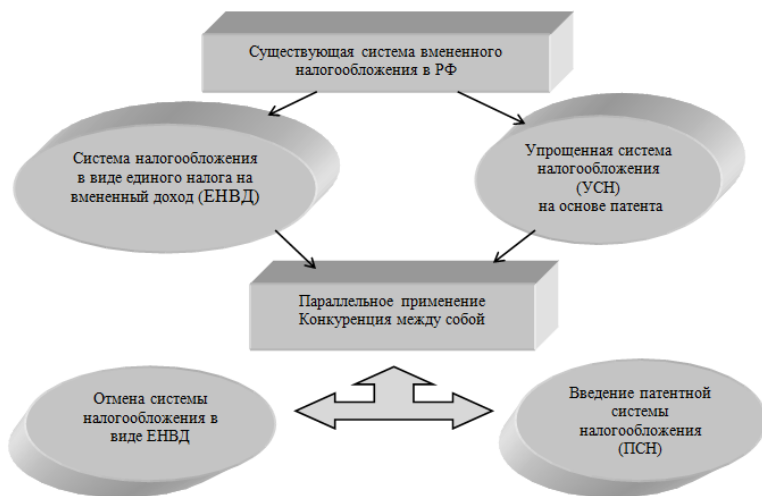 Существующая система вмененного
налогообложения в РФ
Система налогообложения
в виде единого налога на
вмененный доход (ЕНВД)
Упрощенная система
налогообложения
(УСН)
на основе патента
Параллельное применение
Конкуренция между собой
Отмена системы
налогообложения в
виде ЕНВД
Введение патентной
системы
налогообложения
(ПСН)